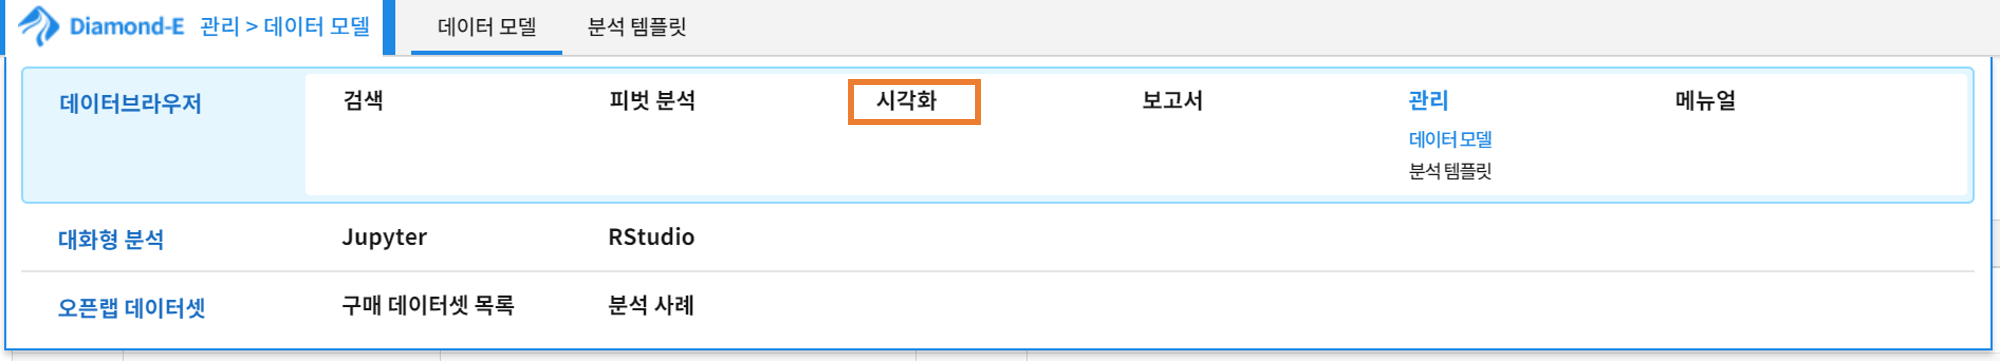 Diamond-E 관리 > 데이터 모델 데이터 모델 분석 템플릿
데이터브라우저 검색 피벗 분석 시각화 보고서 관리 메뉴얼
데이터 모델
분석 템플릿
대화형 분석 Jupyter RStudio
오픈랩 데이터셋 구매 데이터셋 목록 분석 사례